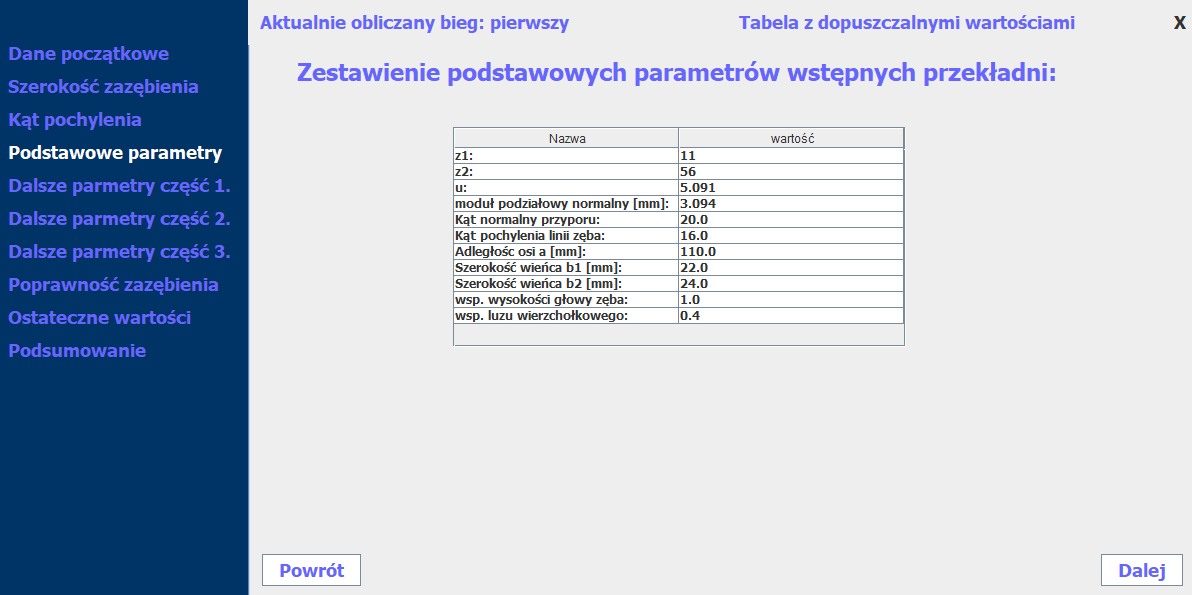 Aktualnie obliczany bieg: pierwszy
Tabela z dopuszczalnymi wartościami
X
Dane początkowe
Szerokość zazębienia
Kąt pochylenia
Podstawowe parametry
Dalsze parmetry część 1.
Dalsze parmetry część 2.
Dalsze parmetry część 3.
Poprawność zazębienia
Ostateczne wartości
Podsumowanie
Zestawienie podstawowych parametrów wstępnych przekładni:
Nazwa wartość
z1: 11
z2: 56
u: 5.091
moduł podziałowy normalny [mm]: 3.094
Kąt normalny przyporu: 20.0
Kąt pochylenia linii zęba: 16.0
Adległośc osi a [mm]: 110.0
Szerokość wieńca b1 [mm]: 22.0
Szerokość wieńca b2 [mm]: 24.0
wsp. wysokości głowy zęba: 1.0
wsp. luzu wierzchołkowego: 0.4
Powrót
Dalej